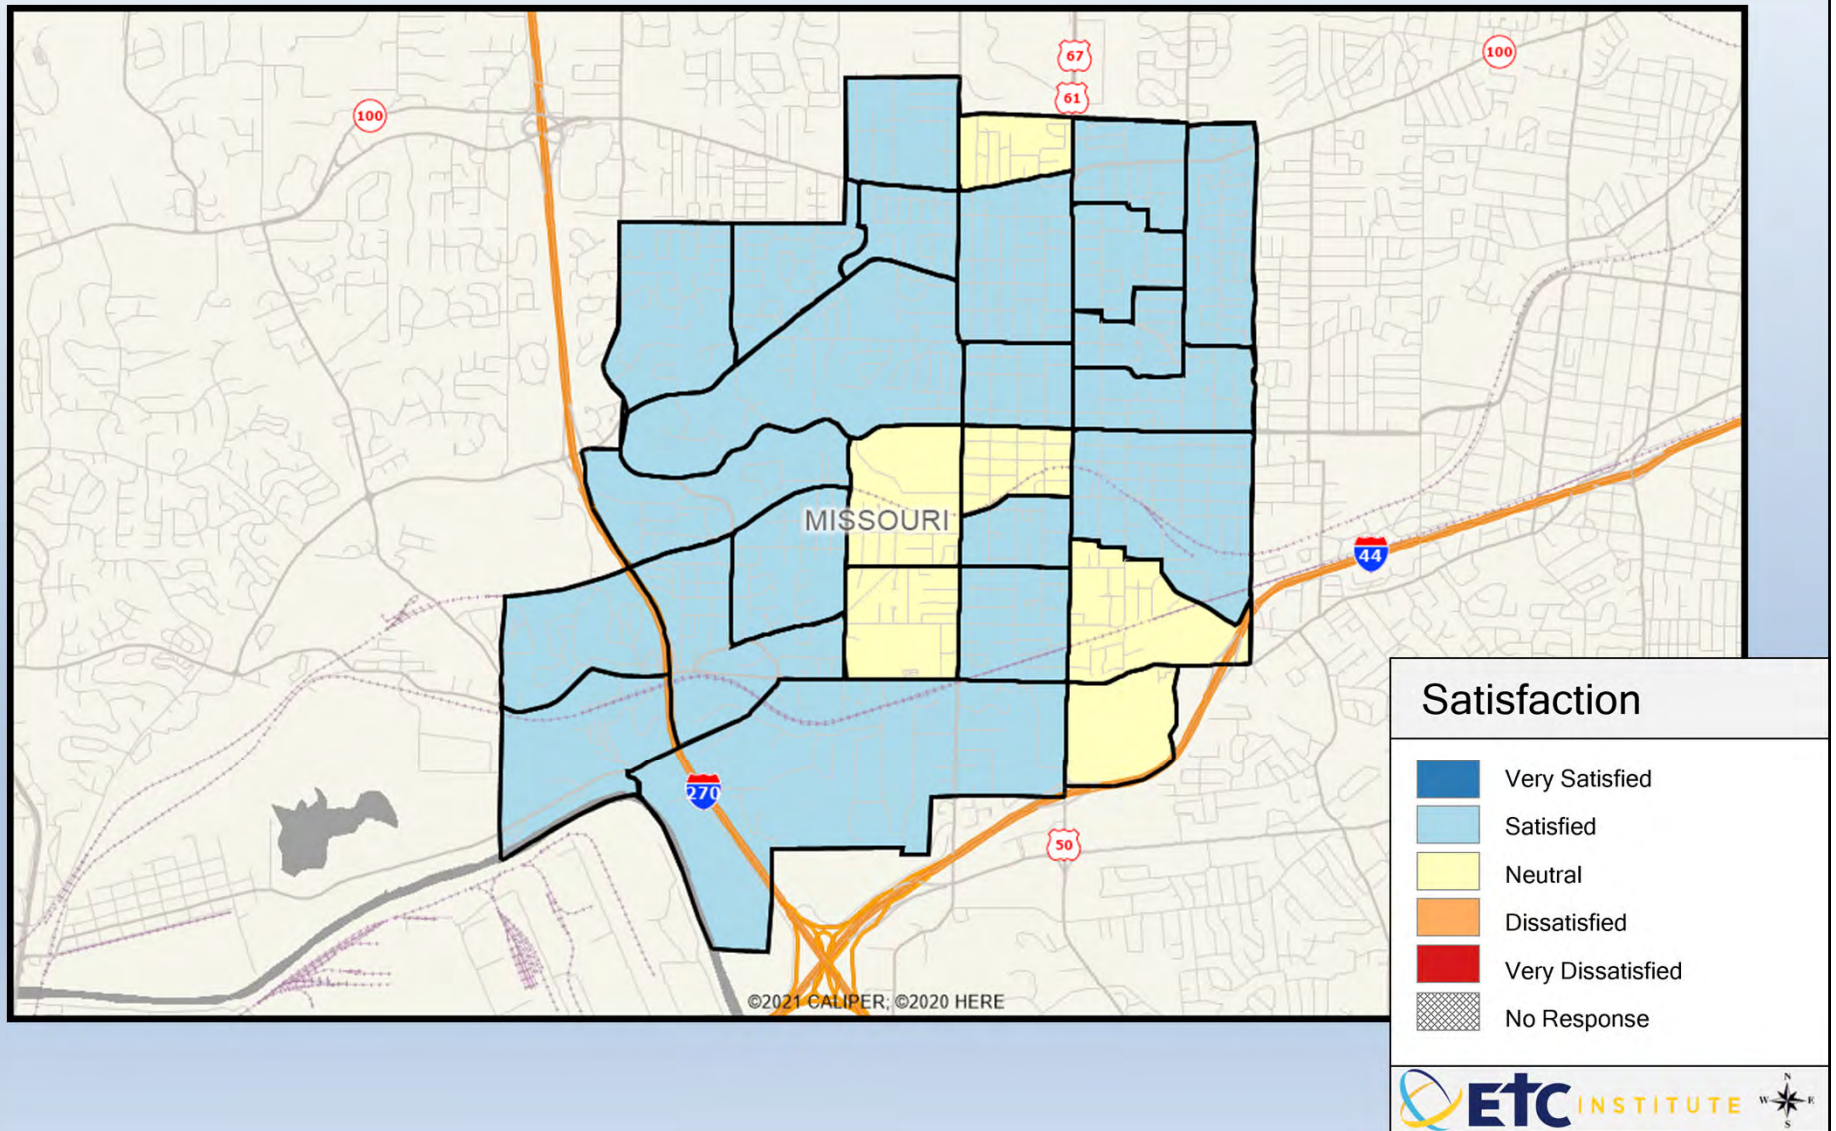 67
61
100
100
MISSOURI
44
270
50
©2021 CALIPER; ©2020 HERE
Satisfaction
Very Satisfied
Satisfied
Neutral
Dissatisfied
Very Dissatisfied
No Response
ETC INSTITUTE
N
W E
S